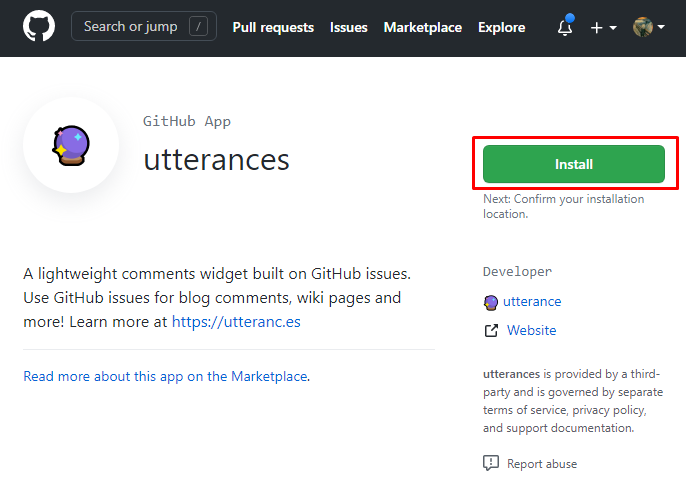 Search or jump /
Pull requests Issues Marketplace Explore
GitHub App
utterances
Install
Next: Confirm your installation
location.
A lightweight comments widget built on GitHub issues.
Use GitHub issues for blog comments, wiki pages and
more! Learn more at https://utteranc.es
Read more about this app on the Marketplace.
Developer
utterance
Website
utterances is provided by a third-
party and is governed by separate
terms of service, privacy policy,
and support documentation.
Report abuse